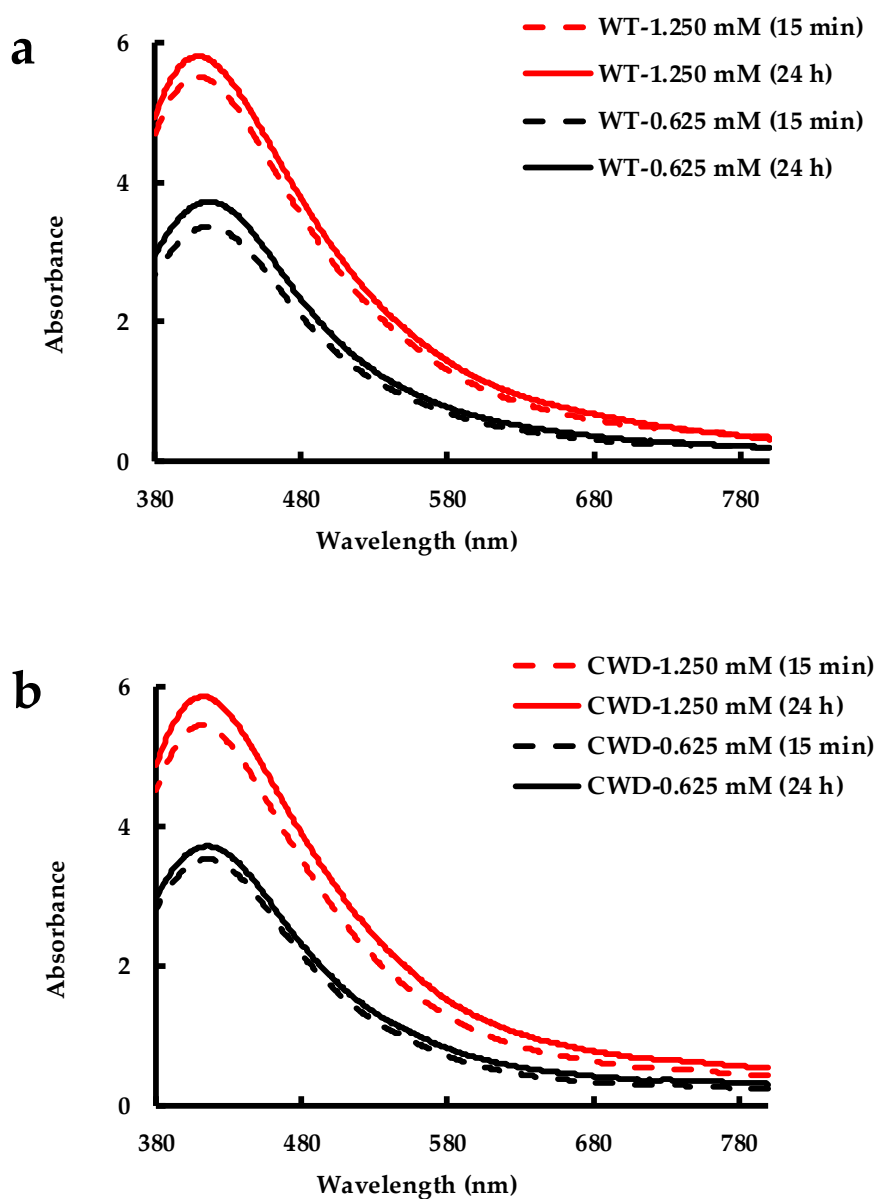 a
WT-1.250 mM (15 min)
WT-1.250 mM (24 h)
WT-0.625 mM (15 min)
WT-0.625 mM (24 h)
6
4
2
0
Absorbance
380 480 580 680 780
Wavelength (nm)
b
CWD-1.250 mM (15 min)
CWD-1.250 mM (24 h)
CWD-0.625 mM (15 min)
CWD-0.625 mM (24 h)
6
4
2
0
Absorbance
380 480 580 680 780
Wavelength (nm)